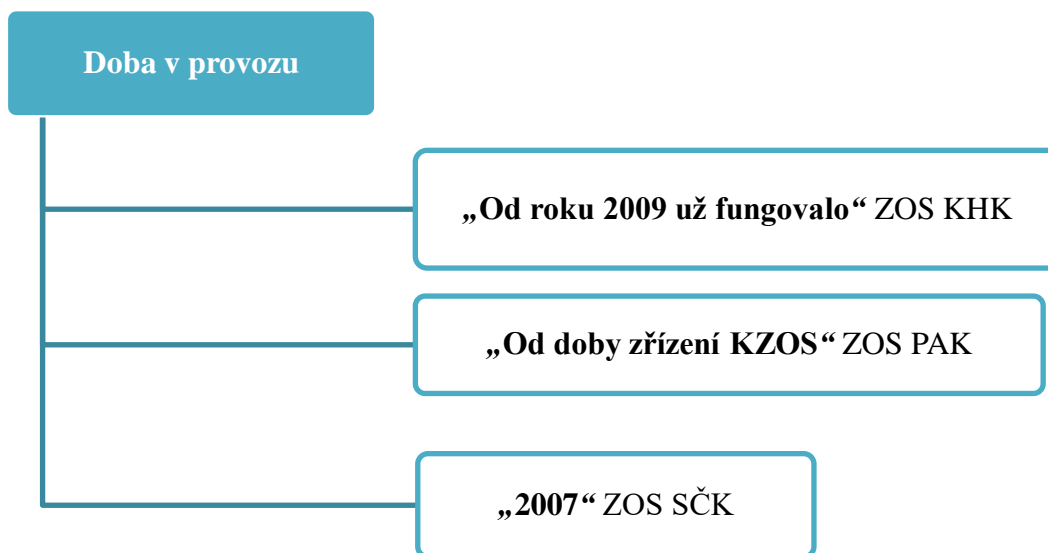 Doba v provozu
„Od roku 2009 už fungovalo“ ZOS KHK
„Od doby zřízení KZOS“ ZOS PAK
„2007“ ZOS SČK